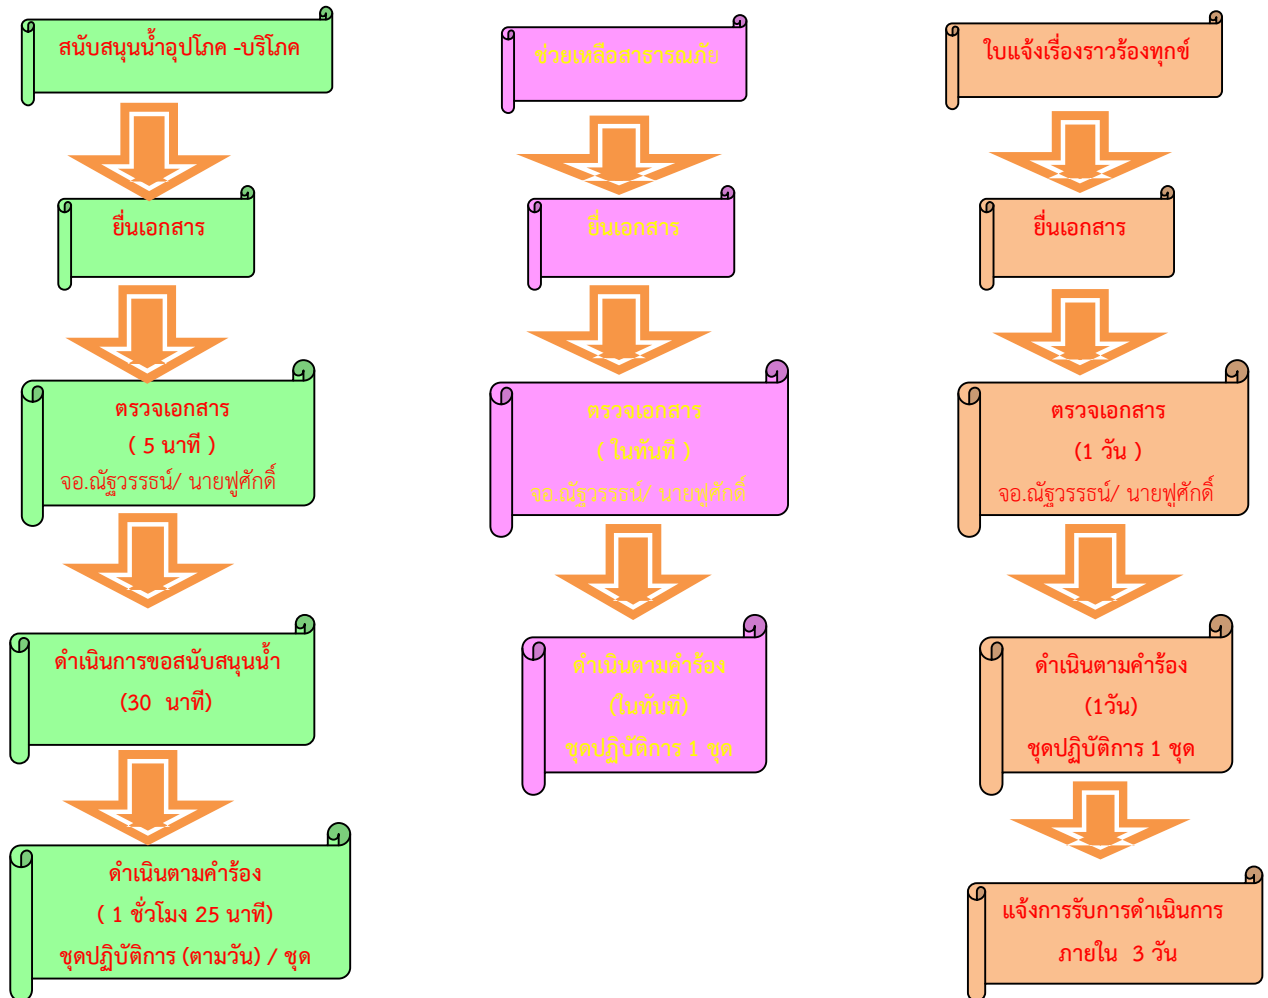 สนับสนุนน้ำอุปโภค -บริโภค
ยื่นเอกสาร
ตรวจเอกสาร
( 5 นาที )
จอ.ณัฐวรรธน์/ นายฟูศักดิ์
ดำเนินการขอสนับสนุนน้ำ
(30 นาที)
ดำเนินตามคำร้อง
( 1 ชั่วโมง 25 นาที)
ชุดปฏิบัติการ (ตามวัน) / ชุด
ช่วยเหลือสาธารณภัย
ยื่นเอกสาร
ตรวจเอกสาร
( ในทันที )
จอ.ณัฐวรรธน์/ นายฟูศักดิ์
ดำเนินตามคำร้อง
(ในทันที)
ชุดปฏิบัติการ 1 ชุด
ใบแจ้งเรื่องราวร้องทุกข์
ยื่นเอกสาร
ตรวจเอกสาร
(1 วัน )
จอ.ณัฐวรรธน์/ นายฟูศักดิ์
ดำเนินตามคำร้อง
(1วัน)
ชุดปฏิบัติการ 1 ชุด
แจ้งการรับการดำเนินการ
ภายใน 3 วัน